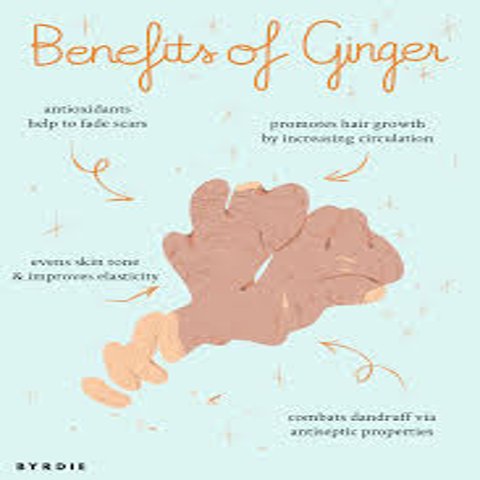 Benefits of Ginger
antioxidants
help to fade scars
promotes hair growth
by increasing circulation
evens skin tone
& improves elasticity
combats dandruff via
antiseptic properties
BYRDIE